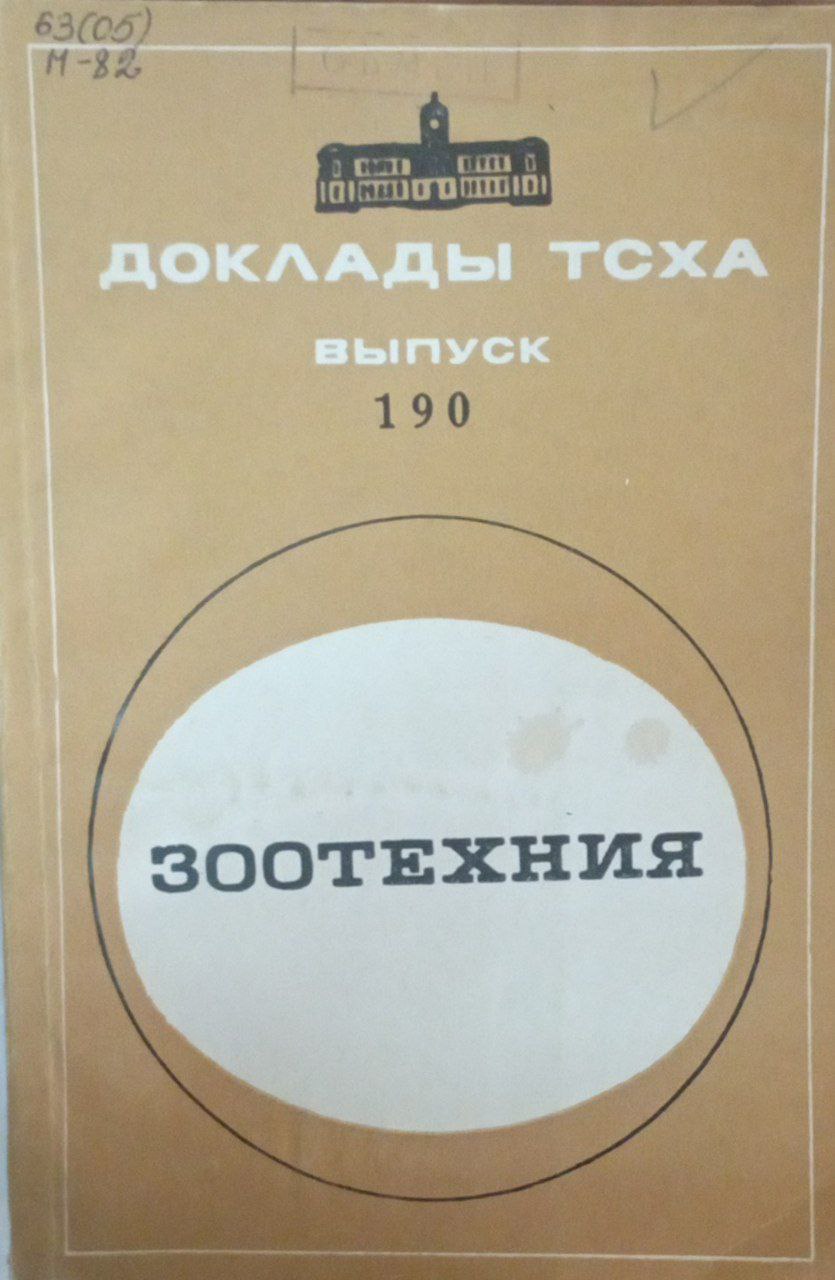 63(05)
М-82
ДОКЛАДЫ ТСХА
ВЫПУСК
190
ЗООТЕХНИЯ